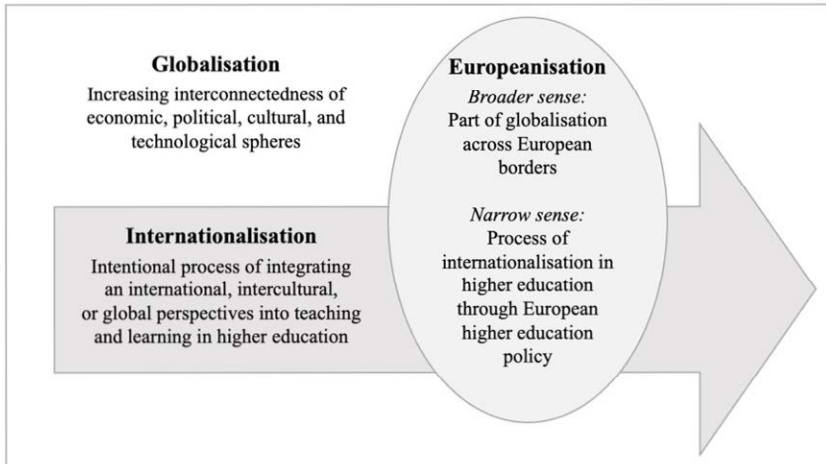 Globalisation
Increasing interconnectedness of
economic, political, cultural, and
technological spheres
Internationalisation
Intentional process of integrating
an international, intercultural,
or global perspectives into teaching
and learning in higher education
Europeanisation
Broader sense:
Part of globalisation
across European
borders
Narrow sense:
Process of
internationalisation in
higher education
through European
higher education
policy